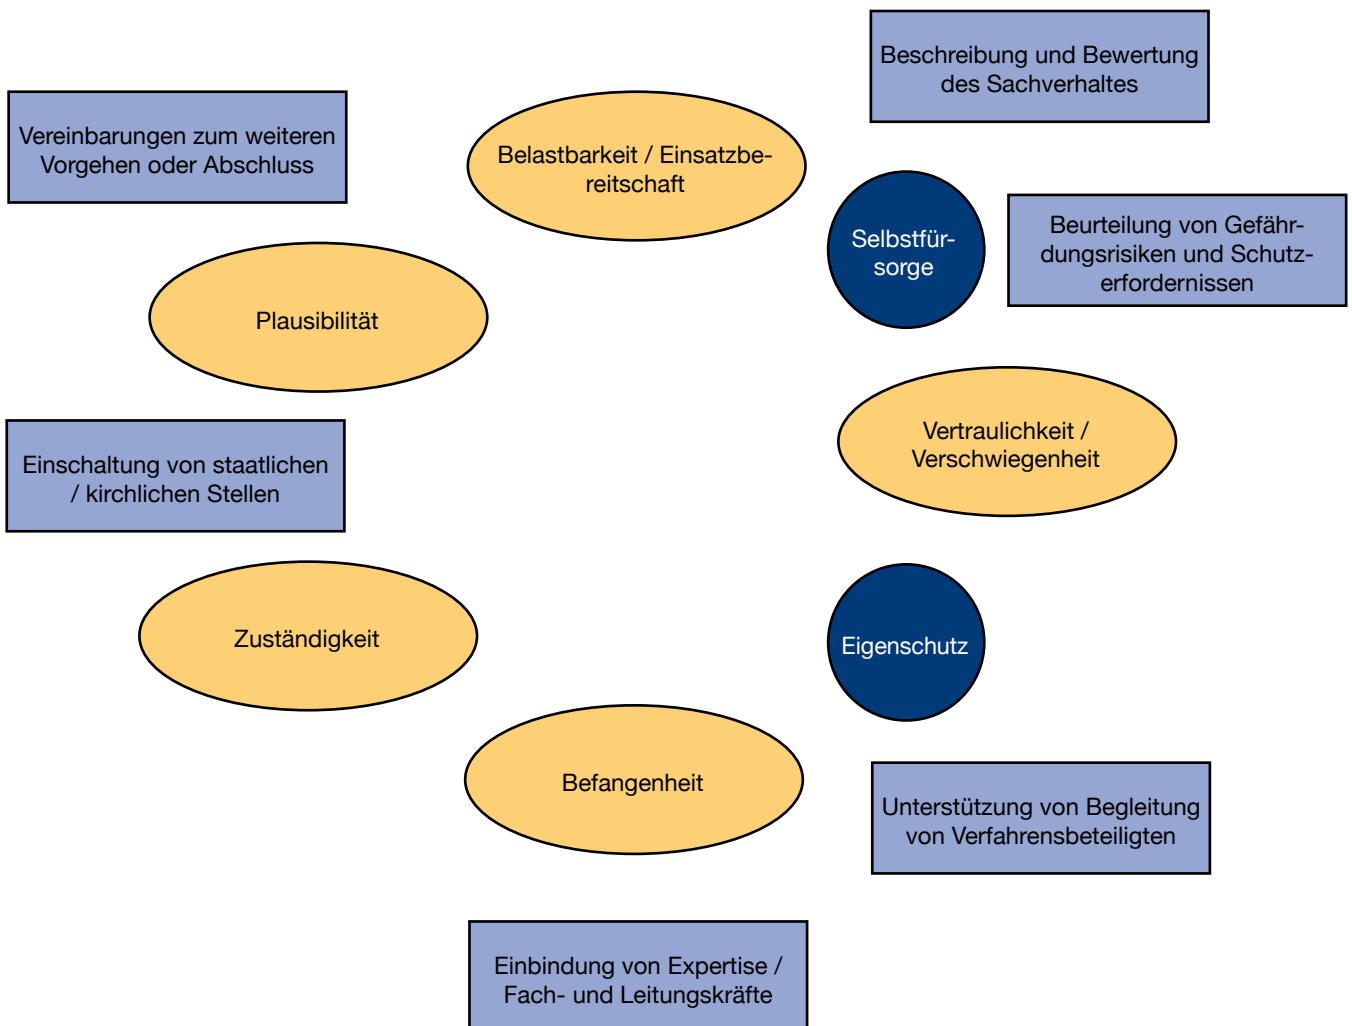 Beschreibung und Bewertung
des Sachverhaltes
Vereinbarungen zum weiteren
Vorgehen oder Abschluss
Belastbarkeit / Einsatzbe-
reitschaft
Selbstfür-
sorge
Beurteilung von Gefähr-
dungsrisiken und Schutz-
erfordernissen
Plausibilität
Vertraulichkeit /
Verschwiegenheit
Einschaltung von staatlichen
/ kirchlichen Stellen
Zuständigkeit
Eigenschutz
Befangenheit
Unterstützung von Begleitung
von Verfahrensbeteiligten
Einbindung von Expertise /
Fach- und Leitungskräfte